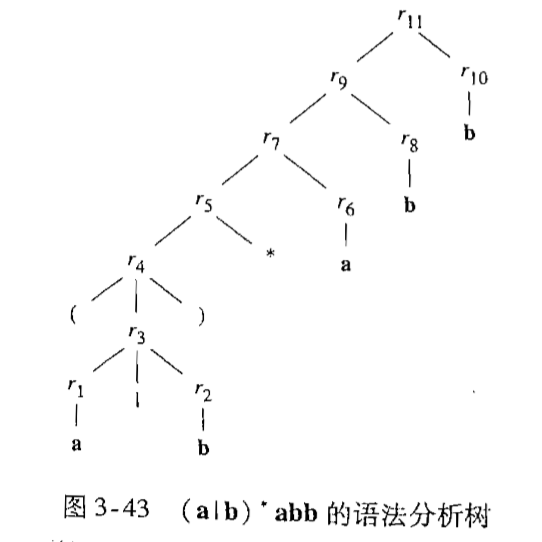 r11
r9 r10
r7 r8 b
r5 r6 b
r4 * a
( r3 )
r1 | r2
a b
图 3-43 (a|b)*abb 的语法分析树